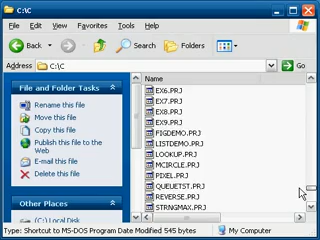 C:\C
File Edit View Favorites Tools
Back Search Folders
Address C:\C Go
File and Folder Tasks
Rename this file
Move this file
Copy this file
Publish this file to the
Web
E-mail this file
Delete this file
Other Places
(C:) Local Disk
Name
EX6.PRJ
EX7.PRJ
EX8.PRJ
EX9.PRJ
FIGDEMO.PRJ
LISTDEMO.PRJ
LOOKUP.PRJ
MCIRCLE.PRJ
PIXEL.PRJ
QUEUETST.PRJ
REVERSE.PRJ
STRNGMAX.PRJ
Type: Shortcut to MS-DOS Program Date Modified 545 bytes My Computer